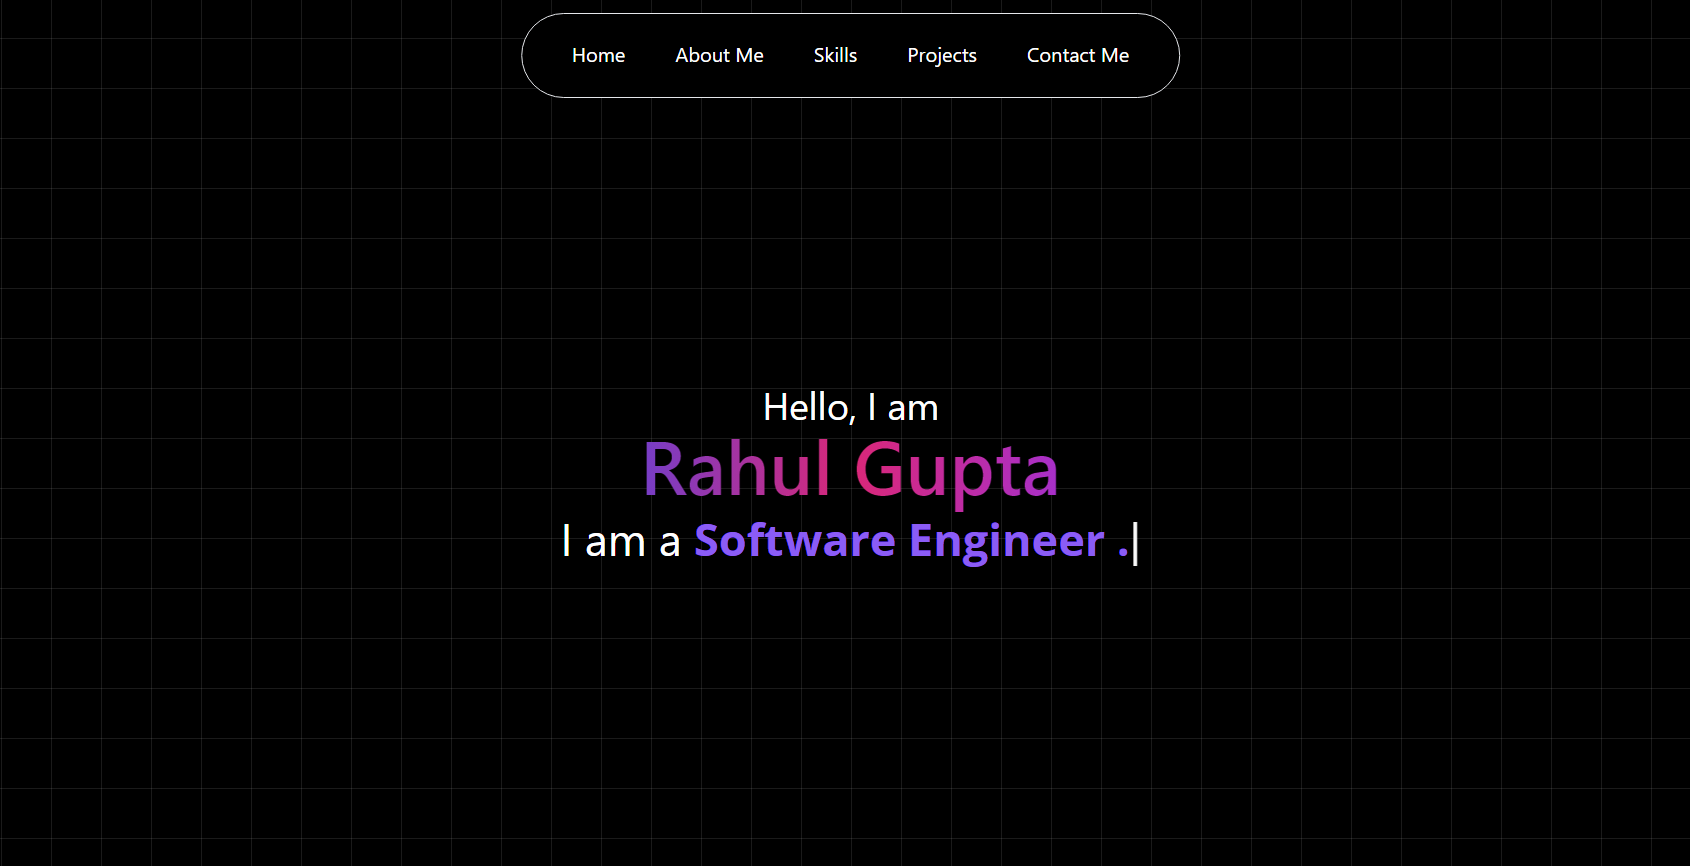 Home About Me Skills Projects Contact Me
Hello, I am
Rahul Gupta
I am a Software Engineer .|